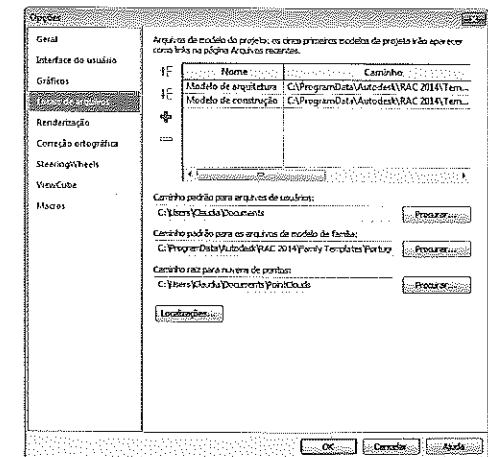 Opções
Geral
Interface do usuário
Gráficos
Locais de arquivos
Renderização
Correção ortográfica
SteeringWheels
ViewCube
Macros
Arquivos de modelo do projeto: os cinco primeiros modelos de projeto irão aparecer
como links na página Arquivos recentes.
Nome Caminho
Modelo de arquitetura C:\ProgramData\Autodesk\RAC 2014\Tem...
Modelo de construção C:\ProgramData\Autodesk\RAC 2014\Tem...
Caminho padrão para arquivos de usuários:
C:\Users\Claudia\Documents Procurar...
Caminho padrão para os arquivos de modelo de família:
C:\ProgramData\Autodesk\RAC 2014\Family Templates\Portug Procurar...
Caminho raiz para nuvem de pontos:
C:\Users\Claudia\Documents\PointClouds Procurar...
Localizações...
OK Cancelar Ajuda